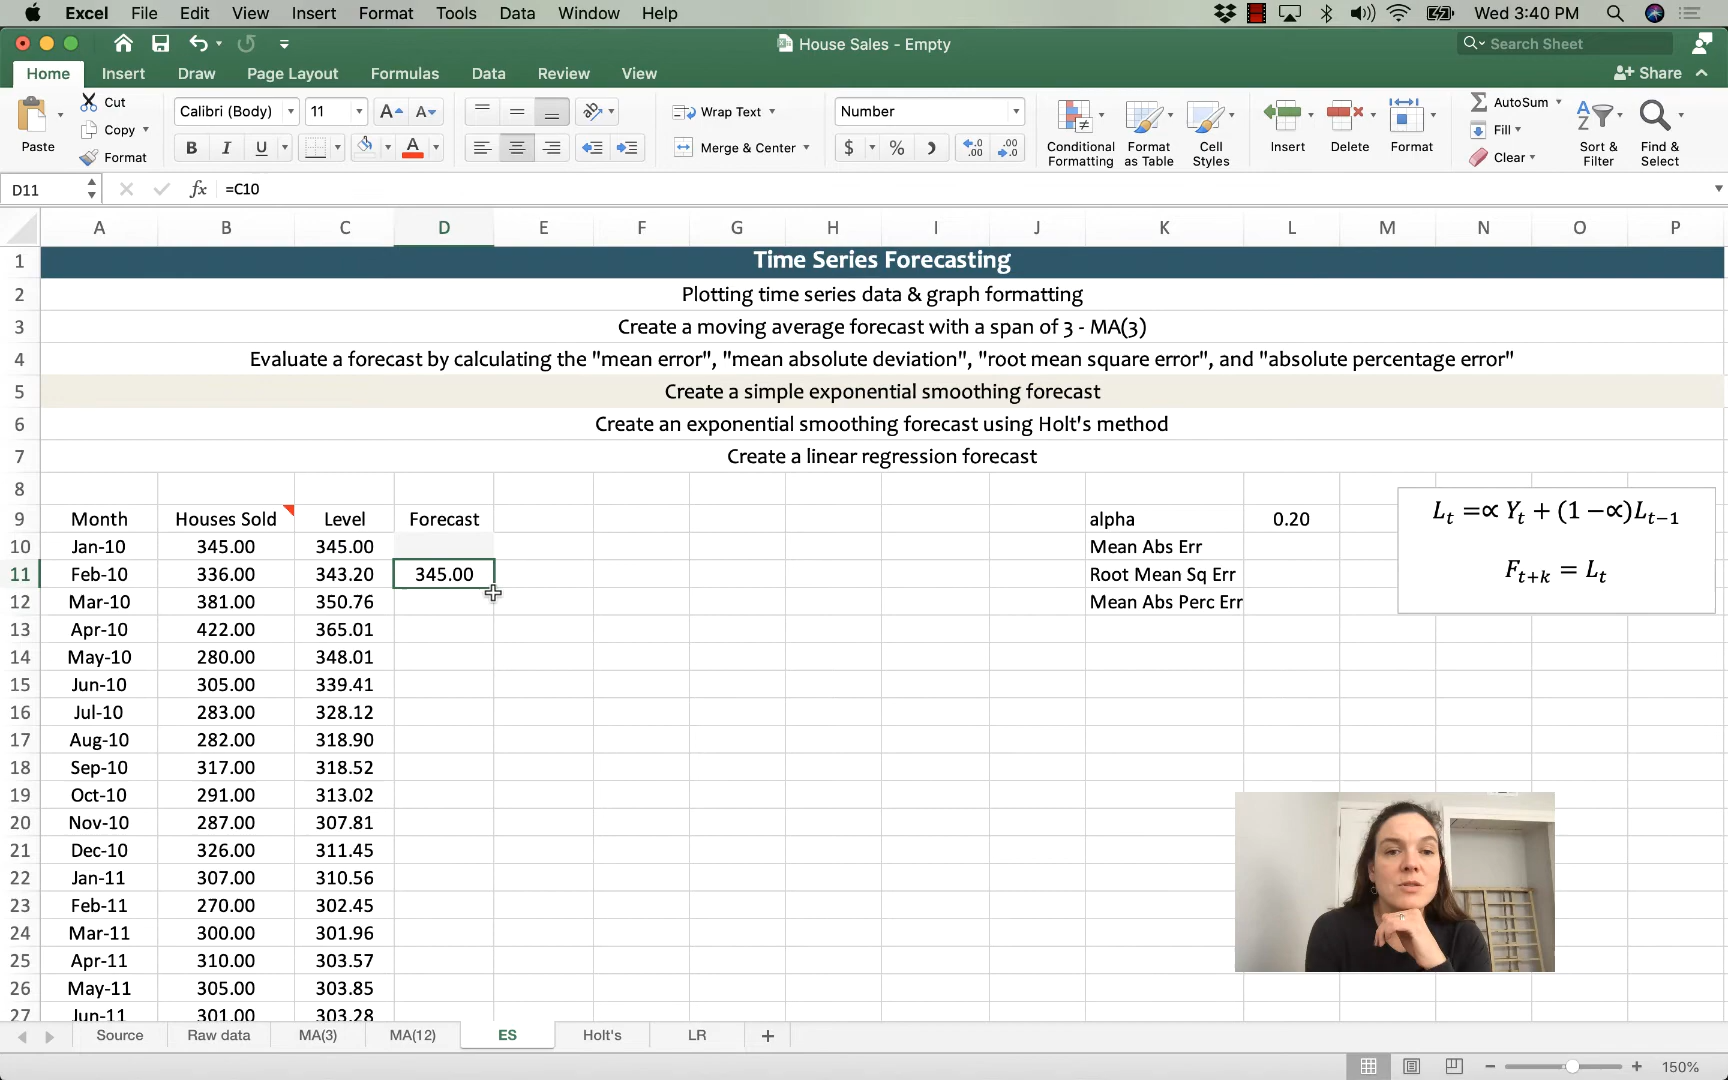 Excel File Edit View Insert Format Tools Data Window Help Wed 3:40 PM
House Sales - Empty
Search Sheet
Home Insert Draw Page Layout Formulas Data Review View Share
Paste
Cut
Copy
Format
Calibri (Body) 11
B I U
Wrap Text
Merge & Center
Number
$ %
Conditional Formatting
Format as Table
Cell Styles
Insert
Delete
Format
AutoSum
Fill
Clear
Sort & Filter
Find & Select
D11 fx =C10
A B C D E F G H I J K L M N O P
1 Time Series Forecasting
2 Plotting time series data & graph formatting
3 Create a moving average forecast with a span of 3 - MA(3)
4 Evaluate a forecast by calculating the "mean error", "mean absolute deviation", "root mean square error", and "absolute percentage error"
5 Create a simple exponential smoothing forecast
6 Create an exponential smoothing forecast using Holt's method
7 Create a linear regression forecast
8
9 Month Houses Sold Level Forecast alpha 0.20
10 Jan-10 345.00 345.00 Mean Abs Err
11 Feb-10 336.00 343.20 345.00 Root Mean Sq Err
12 Mar-10 381.00 350.76 Mean Abs Perc Err
13 Apr-10 422.00 365.01
14 May-10 280.00 348.01
15 Jun-10 305.00 339.41
16 Jul-10 283.00 328.12
17 Aug-10 282.00 318.90
18 Sep-10 317.00 318.52
19 Oct-10 291.00 313.02
20 Nov-10 287.00 307.81
21 Dec-10 326.00 311.45
22 Jan-11 307.00 310.56
23 Feb-11 270.00 302.45
24 Mar-11 300.00 301.96
25 Apr-11 310.00 303.57
26 May-11 305.00 303.85
27 Jun-11 301.00 303.28
L_t =∝ Y_t + (1 −∝)L_{t−1}
F_{t+k} = L_t
Source Raw data MA(3) MA(12) ES Holt's LR +
150%